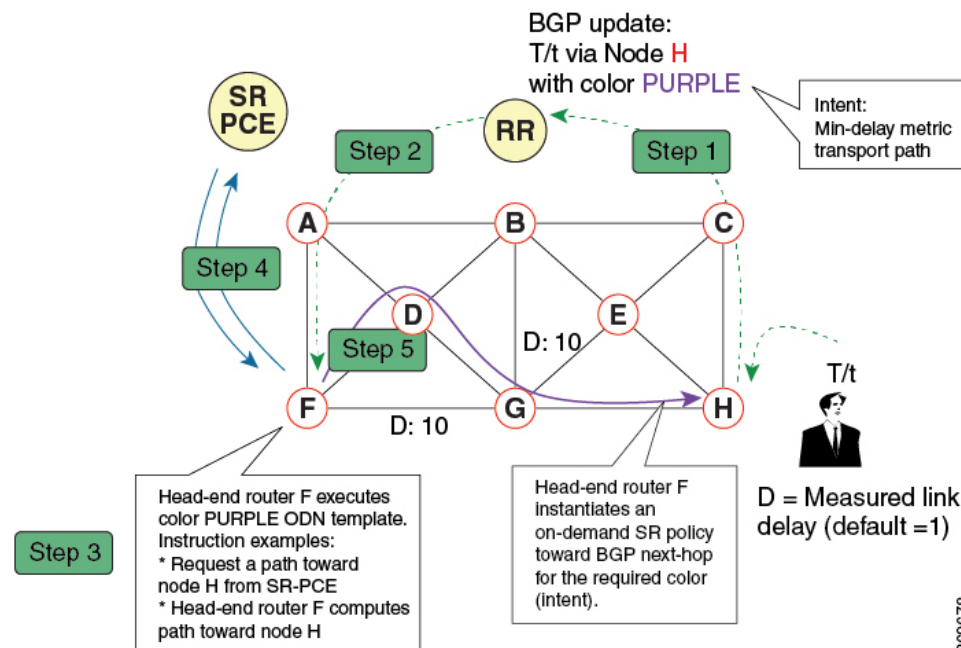 BGP update:
T/t via Node H
with color PURPLE
SR
PCE
RR
Intent:
Min-delay metric
transport path
Step 2
Step 1
A
B
C
Step 4
D
E
Step 5
D: 10
T/t
F
G
H
D: 10
Head-end router F executes
color PURPLE ODN template.
Instruction examples:
* Request a path toward
node H from SR-PCE
* Head-end router F computes
path toward node H
Step 3
Head-end router F
instantiates an
on-demand SR policy
toward BGP next-hop
for the required color
(intent).
D = Measured link
delay (default =1)